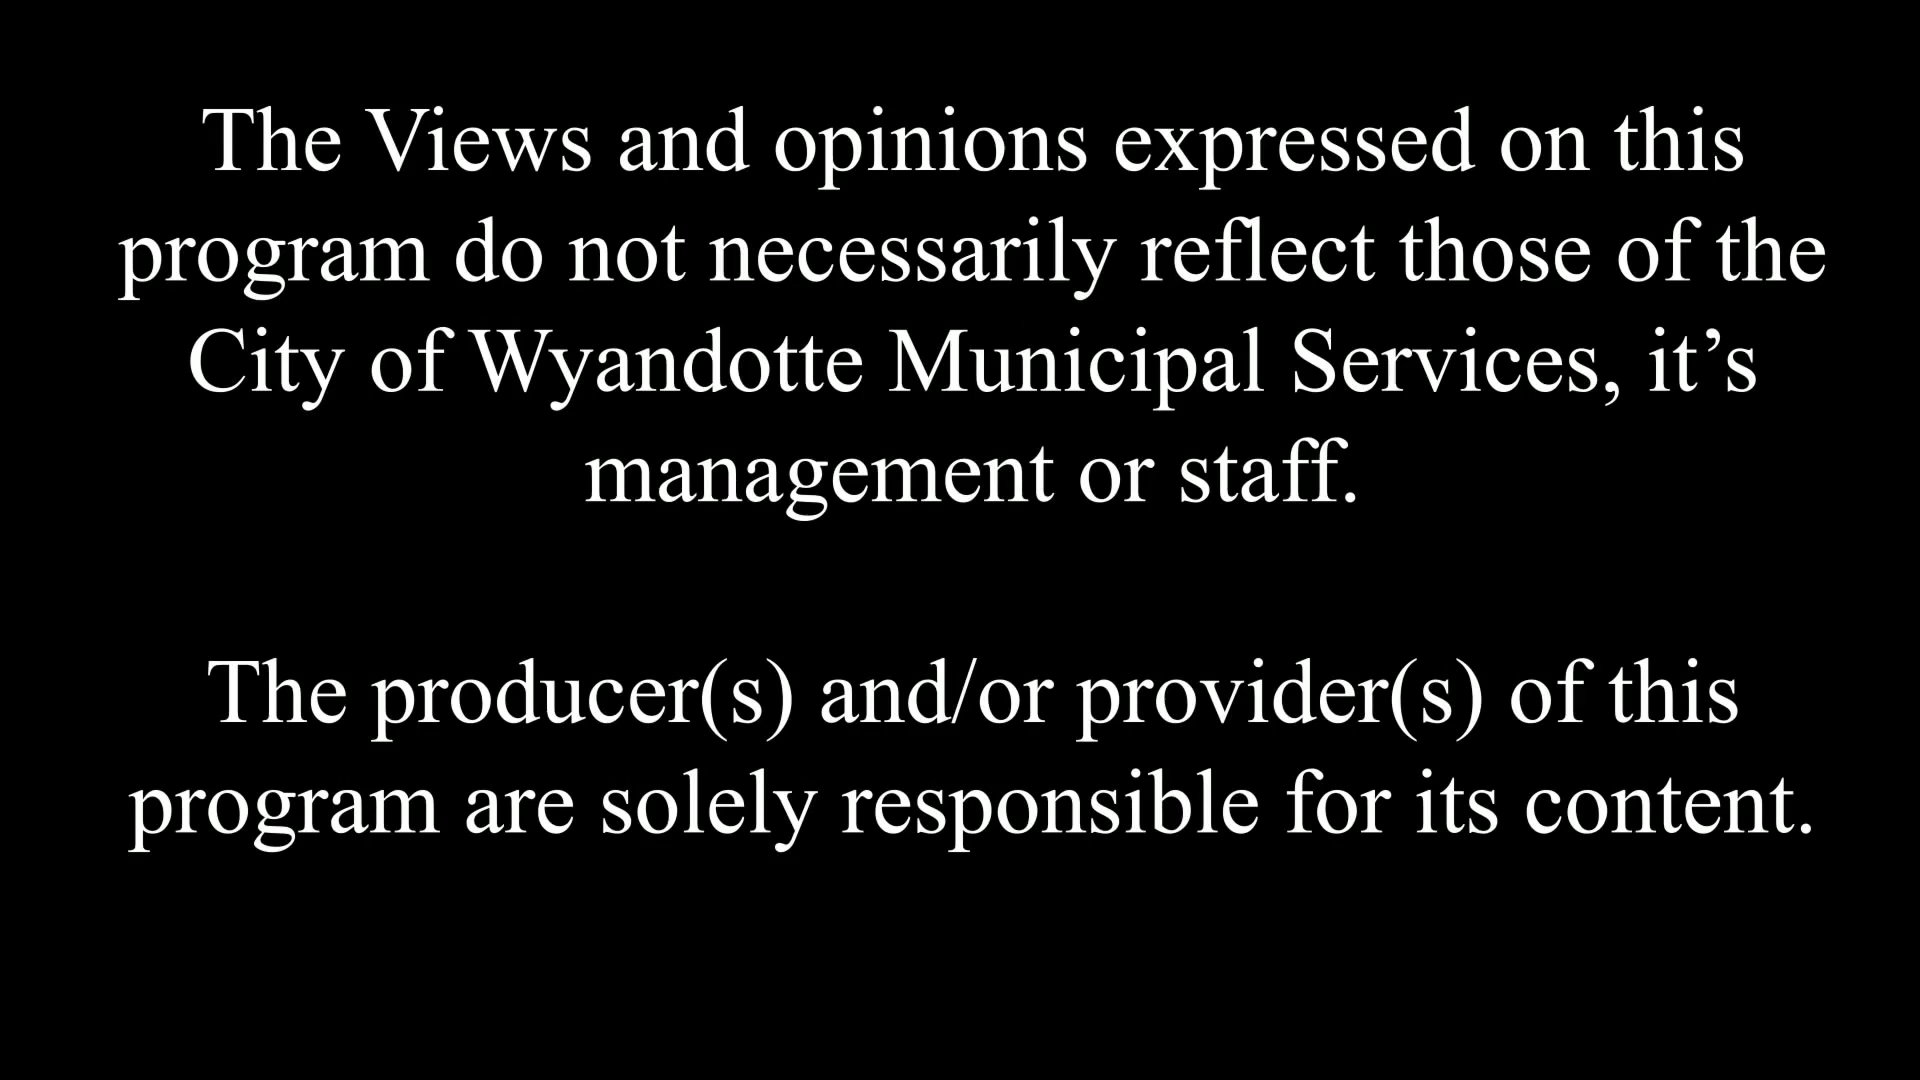 The Views and opinions expressed on this
program do not necessarily reflect those of the
City of Wyandotte Municipal Services, it’s
management or staff.
The producer(s) and/or provider(s) of this
program are solely responsible for its content.